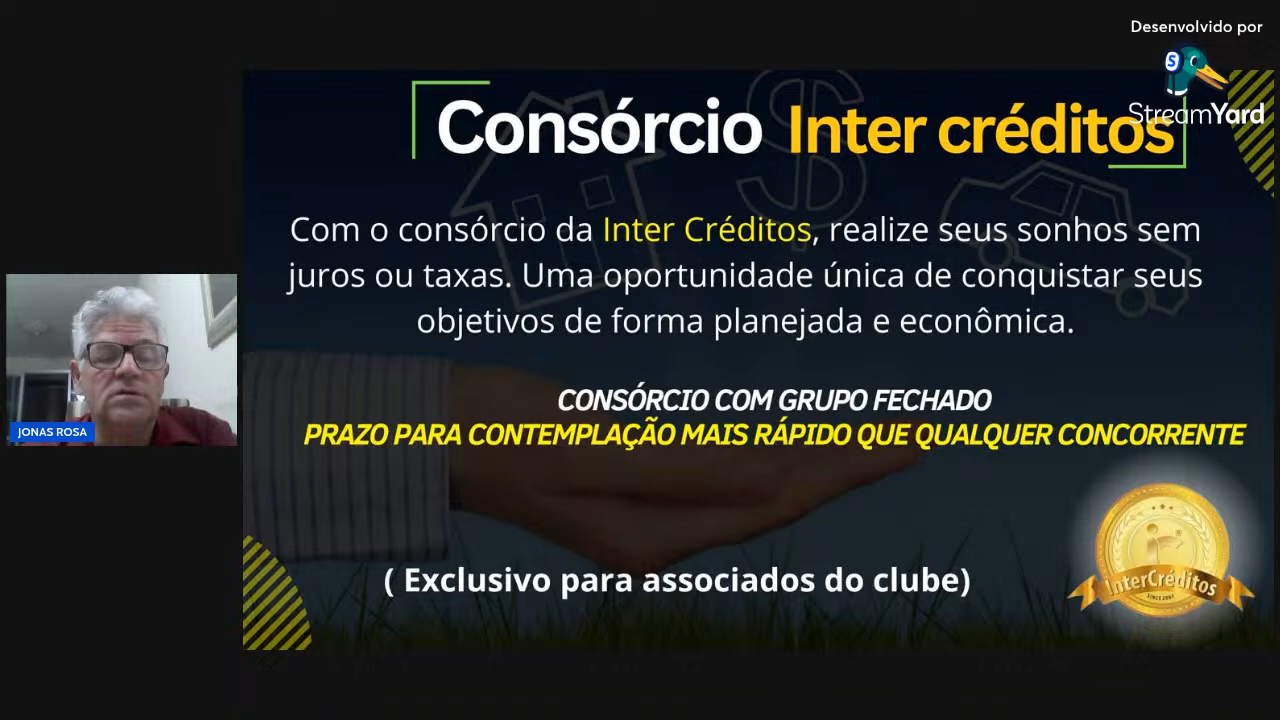 Desenvolvido por
StreamYard
Consórcio Inter créditos
Com o consórcio da Inter Créditos, realize seus sonhos sem
juros ou taxas. Uma oportunidade única de conquistar seus
objetivos de forma planejada e econômica.
CONSÓRCIO COM GRUPO FECHADO
PRAZO PARA CONTEMPLAÇÃO MAIS RÁPIDO QUE QUALQUER CONCORRENTE
JONAS ROSA
( Exclusivo para associados do clube)
InterCréditos
SINCE 2001